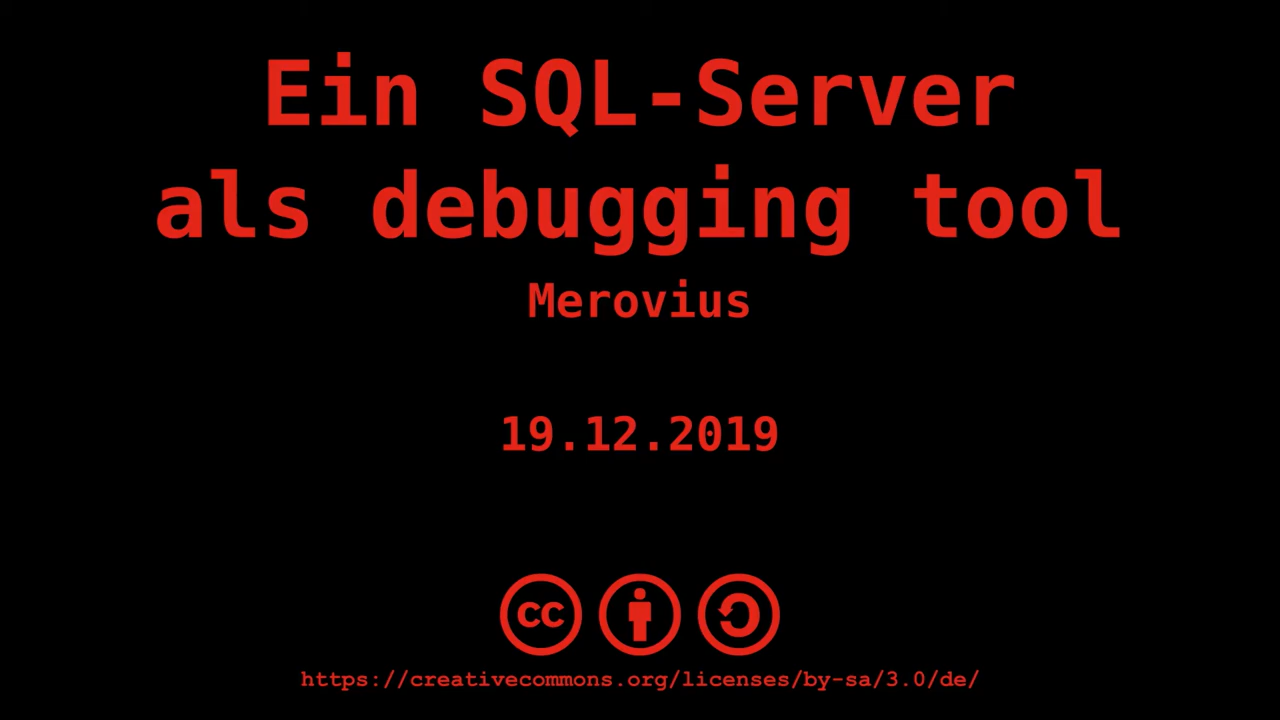 Ein SQL-Server
als debugging tool
Merovius
19.12.2019
cc
https://creativecommons.org/licenses/by-sa/3.0/de/